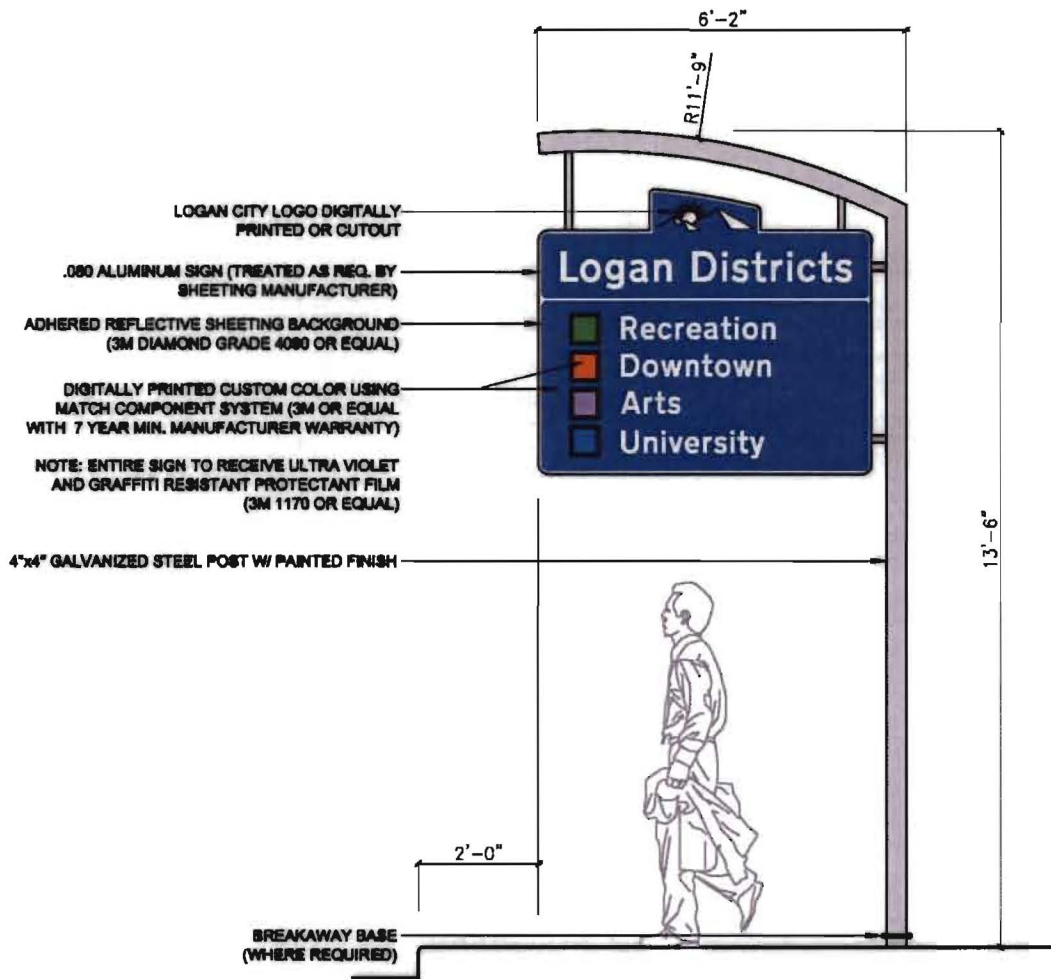 6'-2"
R11'-9"
LOGAN CITY LOGO DIGITALLY
PRINTED OR CUTOUT
.080 ALUMINUM SIGN (TREATED AS REQ. BY
SHEETING MANUFACTURER)
ADHERED REFLECTIVE SHEETING BACKGROUND
(3M DIAMOND GRADE 4090 OR EQUAL)
DIGITALLY PRINTED CUSTOM COLOR USING
MATCH COMPONENT SYSTEM (3M OR EQUAL
WITH 7 YEAR MIN. MANUFACTURER WARRANTY)
NOTE: ENTIRE SIGN TO RECEIVE ULTRA VIOLET
AND GRAFFITI RESISTANT PROTECTANT FILM
(3M 1170 OR EQUAL)
4"x4" GALVANIZED STEEL POST W/ PAINTED FINISH
Logan Districts
Recreation
Downtown
Arts
University
13'-6"
2'-0"
BREAKAWAY BASE
(WHERE REQUIRED)